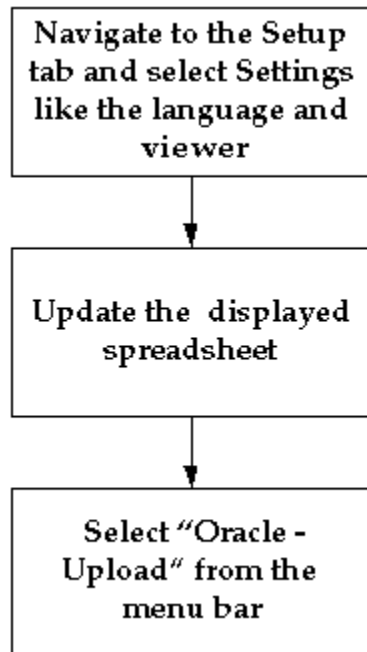 Navigate to the Setup
tab and select Settings
like the language and
viewer
Update the  displayed
spreadsheet
Select “Oracle -
Upload” from the
menu bar